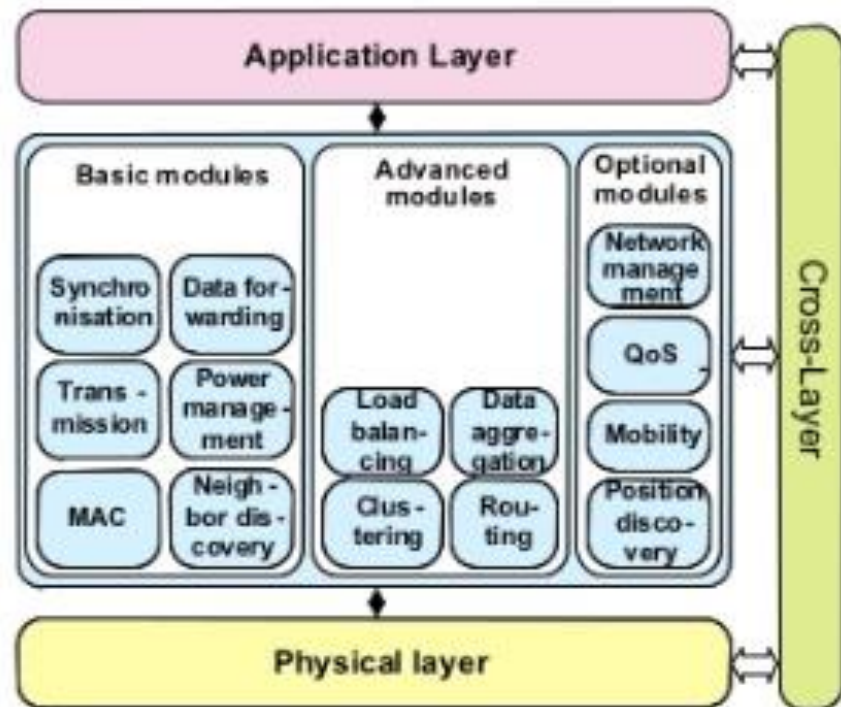 Application Layer
Basic modules
Synchro
nisation
Data for-
warding
Trans -
mission
Power
manage-
ment
MAC
Neigh -
bor dis -
covery
Advanced
modules
Load
balan-
cing
Data
aggre-
gation
Clus -
tering
Rou-
ting
Optional
modules
Network
manage
ment
QoS
Mobility
Position
disco-
very
Cross-Layer
Physical layer